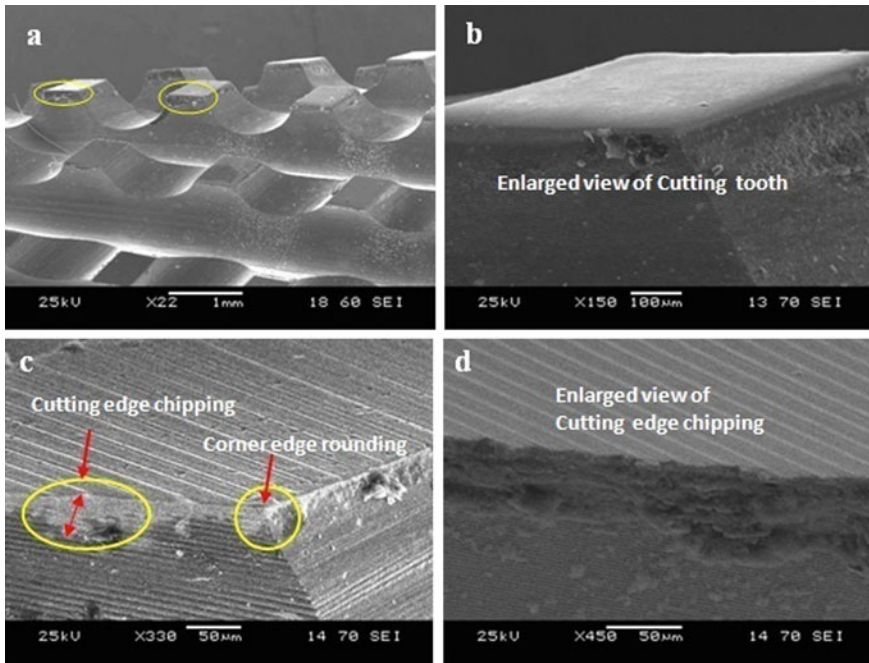 a
25kV X22 1mm 18 60 SEI
b
Enlarged view of Cutting tooth
25kV X150 100μm 13 70 SEI
c
Cutting edge chipping
Corner edge rounding
25kV X330 50μm 14 70 SEI
d
Enlarged view of
Cutting edge chipping
25kV X450 50μm 14 70 SEI